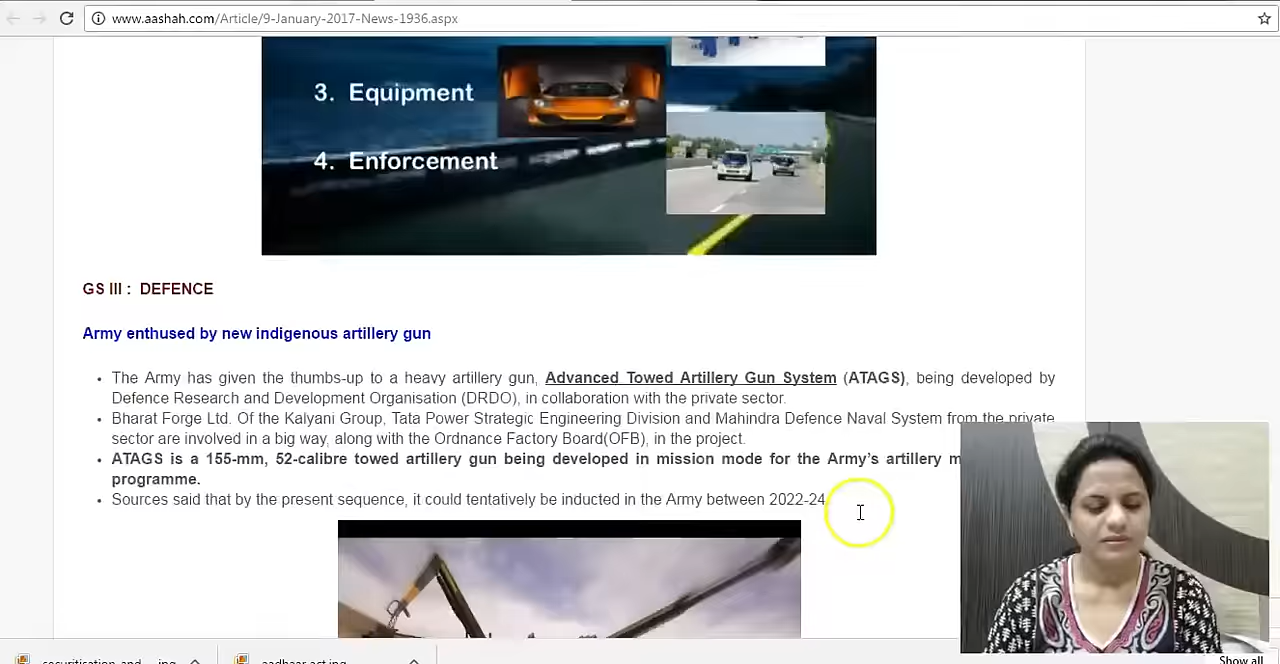 www.aashah.com/Article/9-January-2017-News-1936.aspx
3. Equipment
4. Enforcement
GS III : DEFENCE
Army enthused by new indigenous artillery gun
• The Army has given the thumbs-up to a heavy artillery gun, Advanced Towed Artillery Gun System (ATAGS), being developed by
Defence Research and Development Organisation (DRDO), in collaboration with the private sector.
• Bharat Forge Ltd. Of the Kalyani Group, Tata Power Strategic Engineering Division and Mahindra Defence Naval System from the private
sector are involved in a big way, along with the Ordnance Factory Board(OFB), in the project.
• ATAGS is a 155-mm, 52-calibre towed artillery gun being developed in mission mode for the Army's artillery
programme.
• Sources said that by the present sequence, it could tentatively be inducted in the Army between 2022-24
Show all